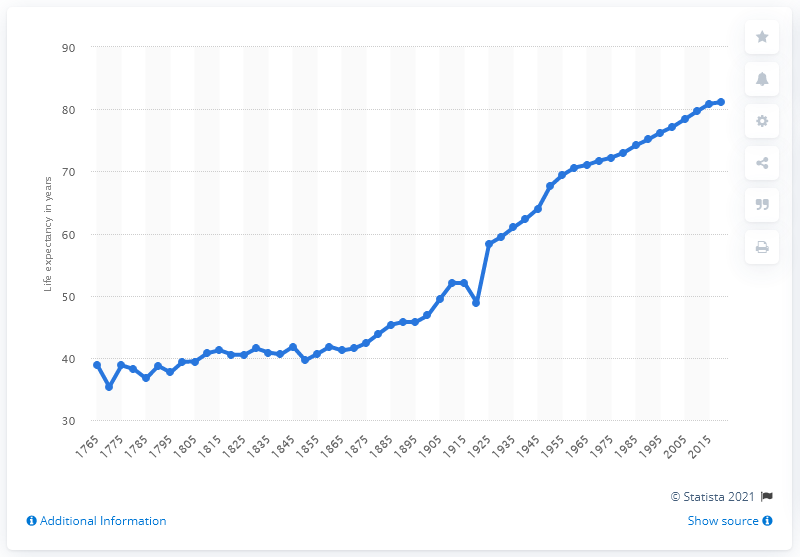 90
80
70
60
50
40
30
Life expectancy in years
1765 1775 1785 1795 1805 1815 1825 1835 1845 1855 1865 1875 1885 1895 1905 1915 1925 1935 1945 1955 1965 1975 1985 1995 2005 2015
© Statista 2021
Additional Information
Show source